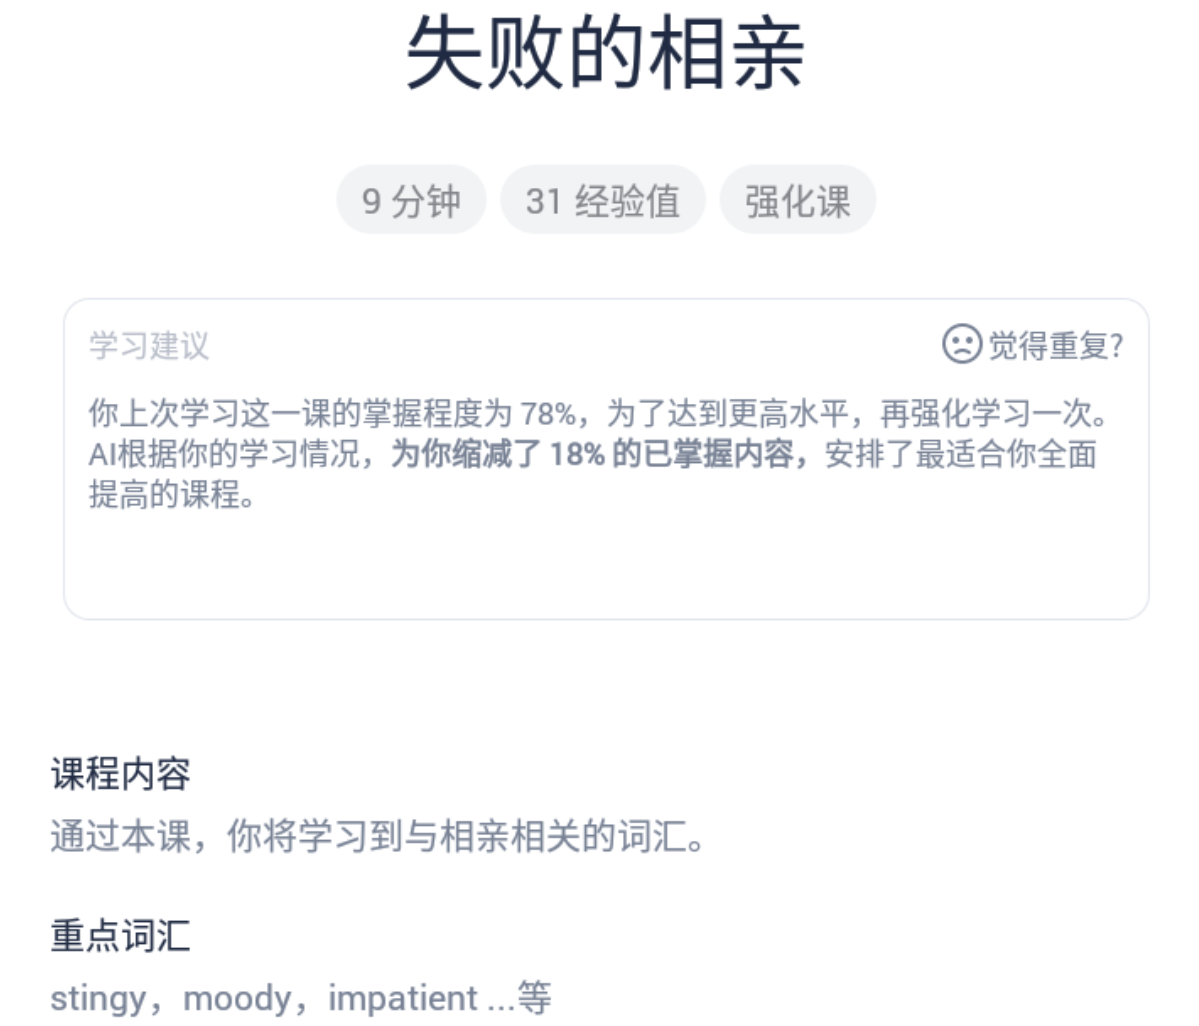 失败的相亲
9 分钟
31 经验值
强化课
学习建议
觉得重复?
你上次学习这一课的掌握程度为 78%，为了达到更高水平，再强化学习一次。
AI根据你的学习情况，为你缩减了 18% 的已掌握内容，安排了最适合你全面
提高的课程。
课程内容
通过本课，你将学习到与相亲相关的词汇。
重点词汇
stingy，moody，impatient ...等